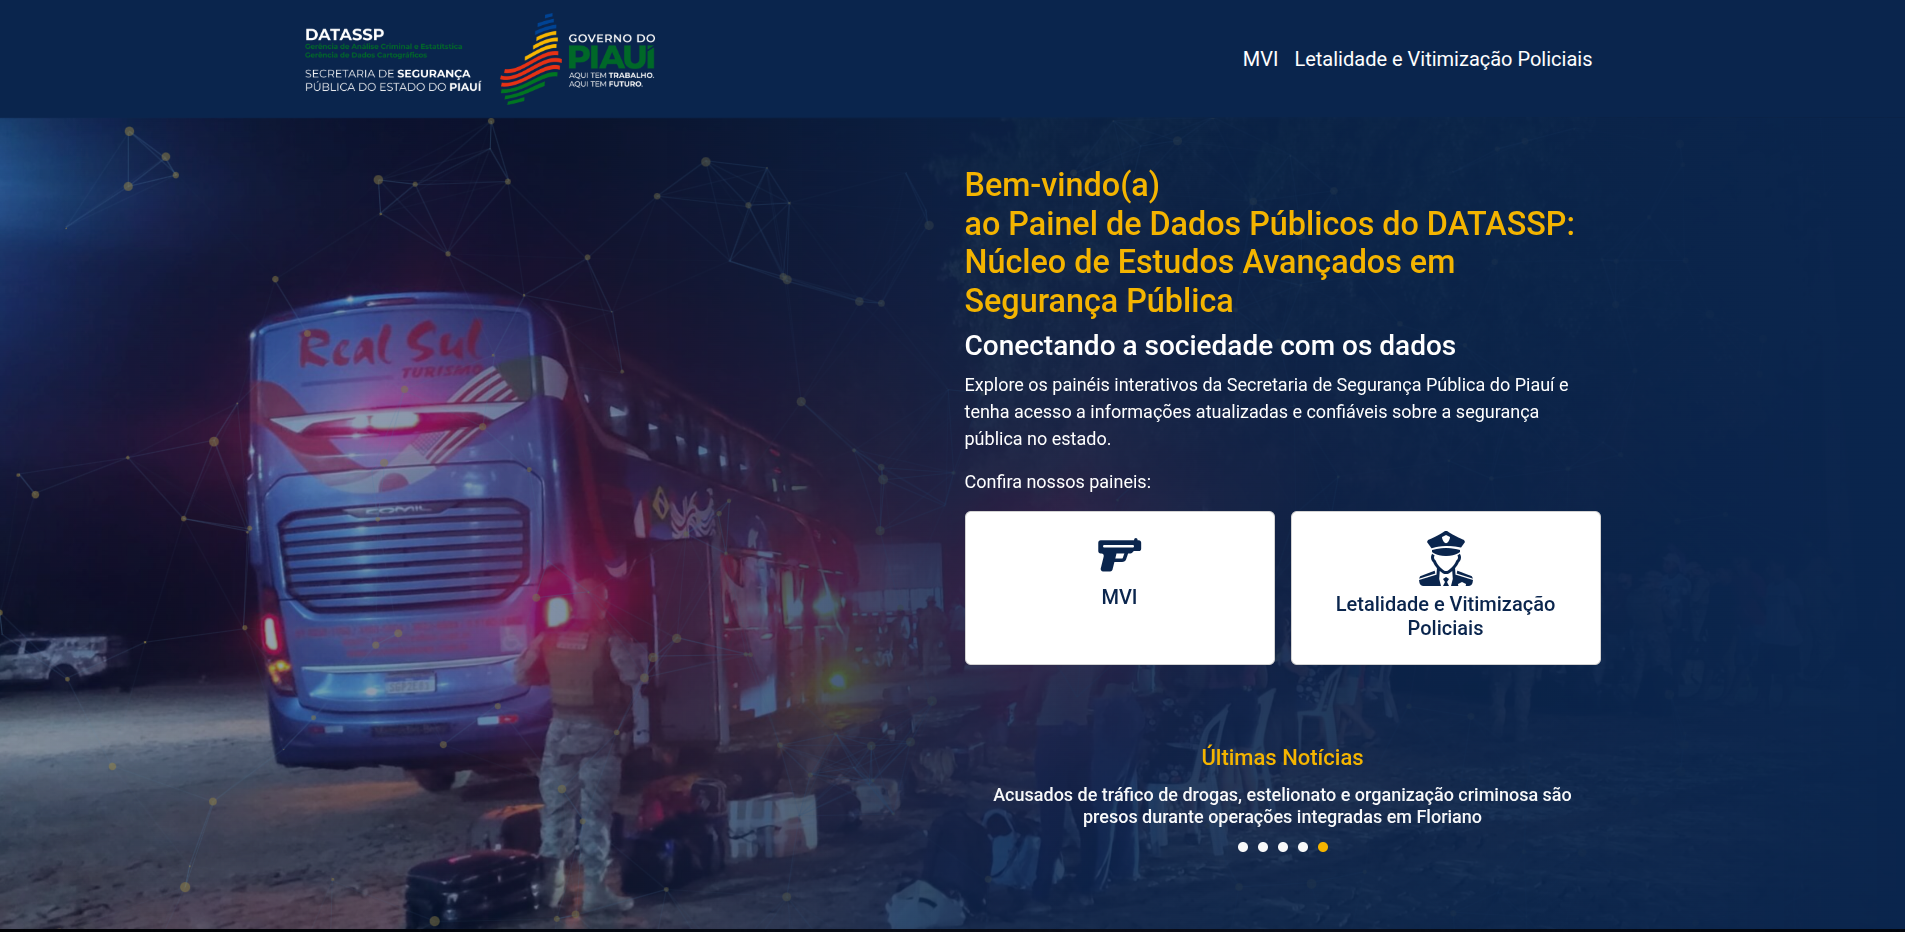 DATASSP
Gerência de Análise Criminal e Estatística
Gerência de Dados Cartográficos
SECRETARIA DE SEGURANÇA
PÚBLICA DO ESTADO DO PIAUÍ
GOVERNO DO
PIAUÍ
AQUI TEM TRABALHO.
AQUI TEM FUTURO.
MVI Letalidade e Vitimização Policiais
Bem-vindo(a)
ao Painel de Dados Públicos do DATASSP:
Núcleo de Estudos Avançados em
Segurança Pública
Conectando a sociedade com os dados
Explore os painéis interativos da Secretaria de Segurança Pública do Piauí e
tenha acesso a informações atualizadas e confiáveis sobre a segurança
pública no estado.
Confira nossos paineis:
MVI
Letalidade e Vitimização
Policiais
Últimas Notícias
Acusados de tráfico de drogas, estelionato e organização criminosa são
presos durante operações integradas em Floriano
Real Sul
TURISMO
COMIL